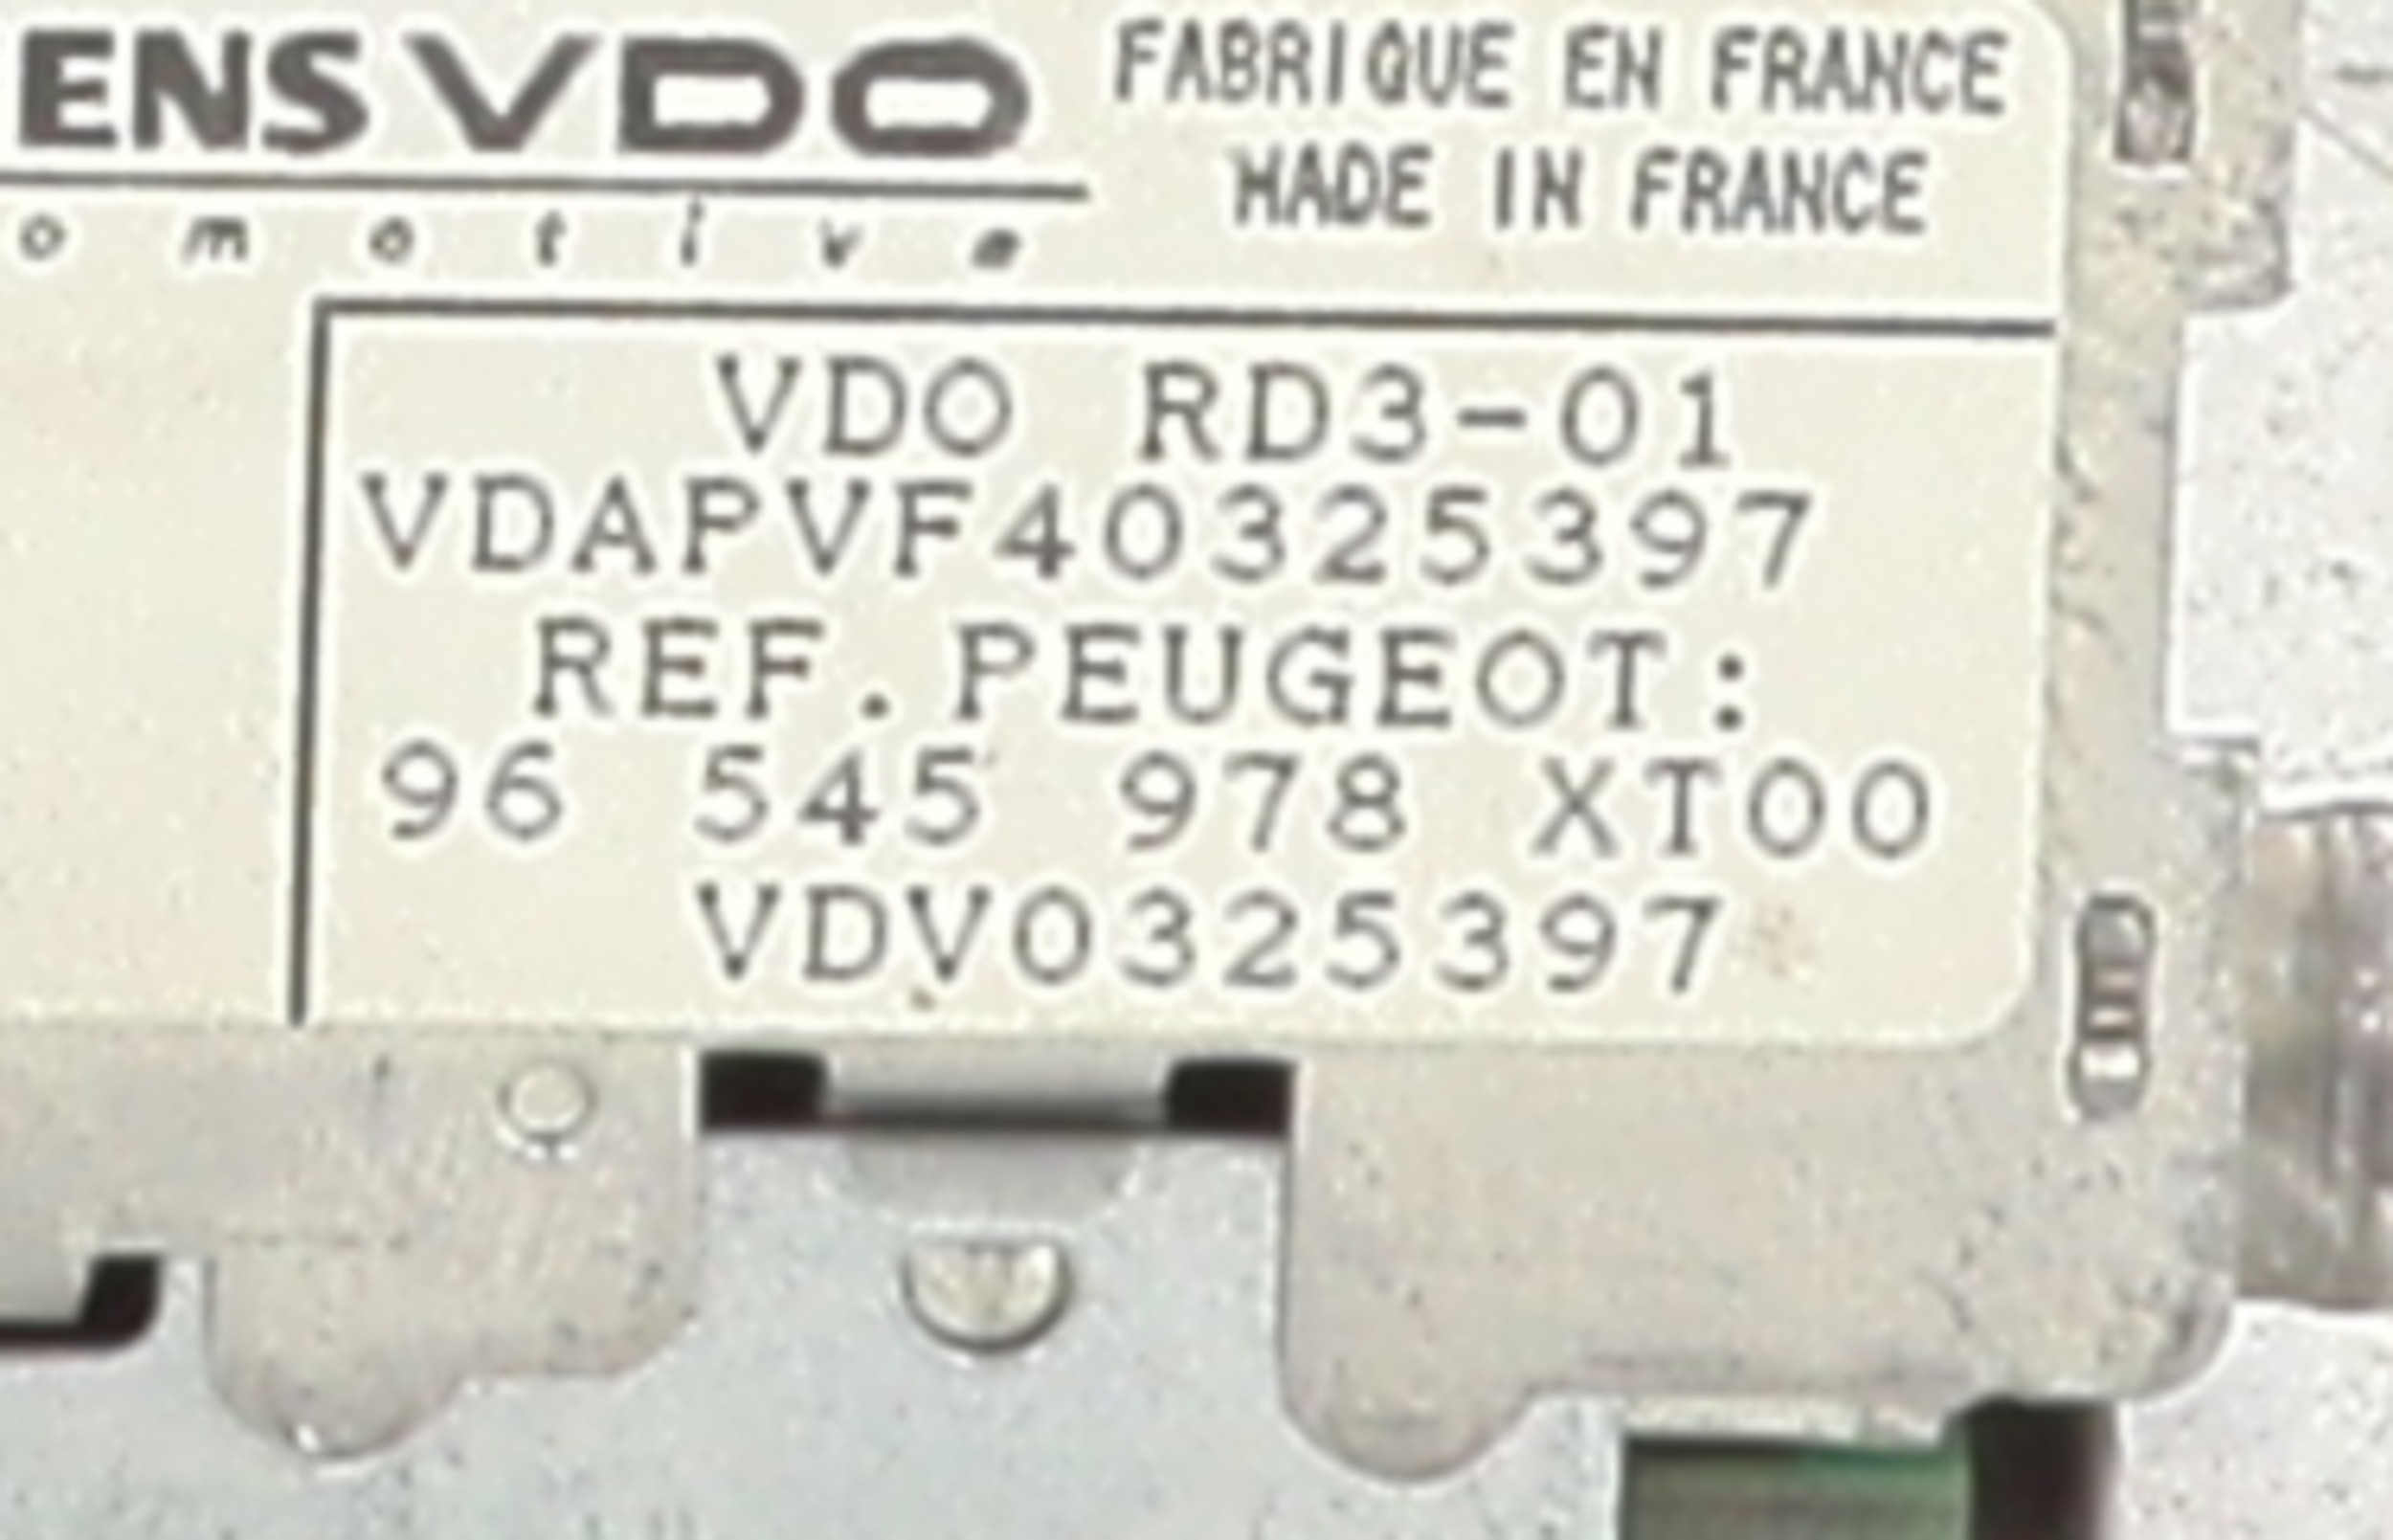 ENS VDO
omotive
FABRIQUE EN FRANCE
MADE IN FRANCE
VDO RD3-01
VDAPVF40325397
REF.PEUGEOT:
96 545 978 XT00
VDV0325397